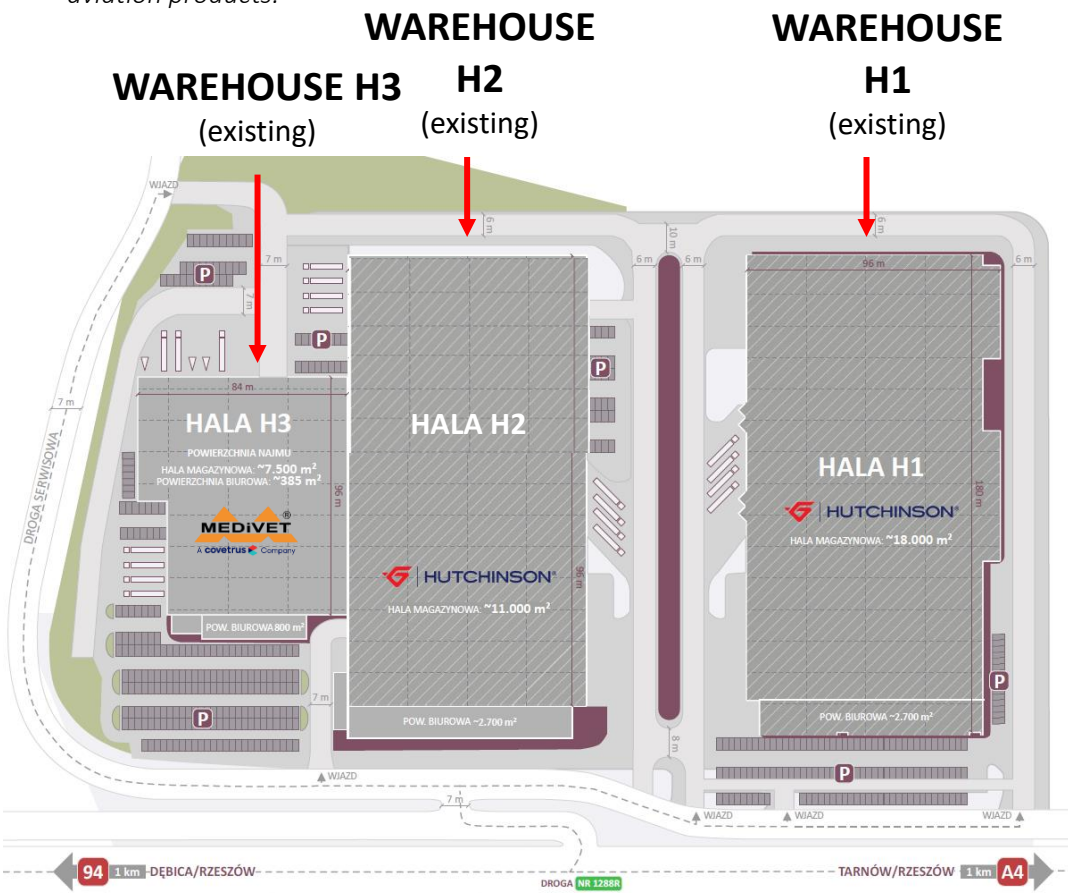 aviation products.
WAREHOUSE H3
(existing)
WAREHOUSE
H2
(existing)
WAREHOUSE
H1
(existing)
WJAZD
6 m
10 m
6 m
7 m
6 m
6 m
96 m
6 m
P
7 m
P
P
84 m
7 m
DROGA SERWISOWA
HALA H3
POWIERZCHNIA NAJMU
HALA MAGAZYNOWA: ~7.500 m²
POWIERZCHNIA BIUROWA: ~385 m²
96 m
MEDiVET®
A covetrus Company
POW. BIUROWA 800 m²
HALA H2
HUTCHINSON®
HALA MAGAZYNOWA: ~11.000 m²
96 m
POW. BIUROWA ~2.700 m²
HALA H1
HUTCHINSON®
HALA MAGAZYNOWA: ~18.000 m²
180 m
P
POW. BIUROWA ~2.700 m²
7 m
P
8 m
P
WJAZD
7 m
WJAZD
WJAZD
WJAZD
94 1 km DĘBICA/RZESZÓW
DROGA NR 1288R
TARNÓW/RZESZÓW 1 km A4